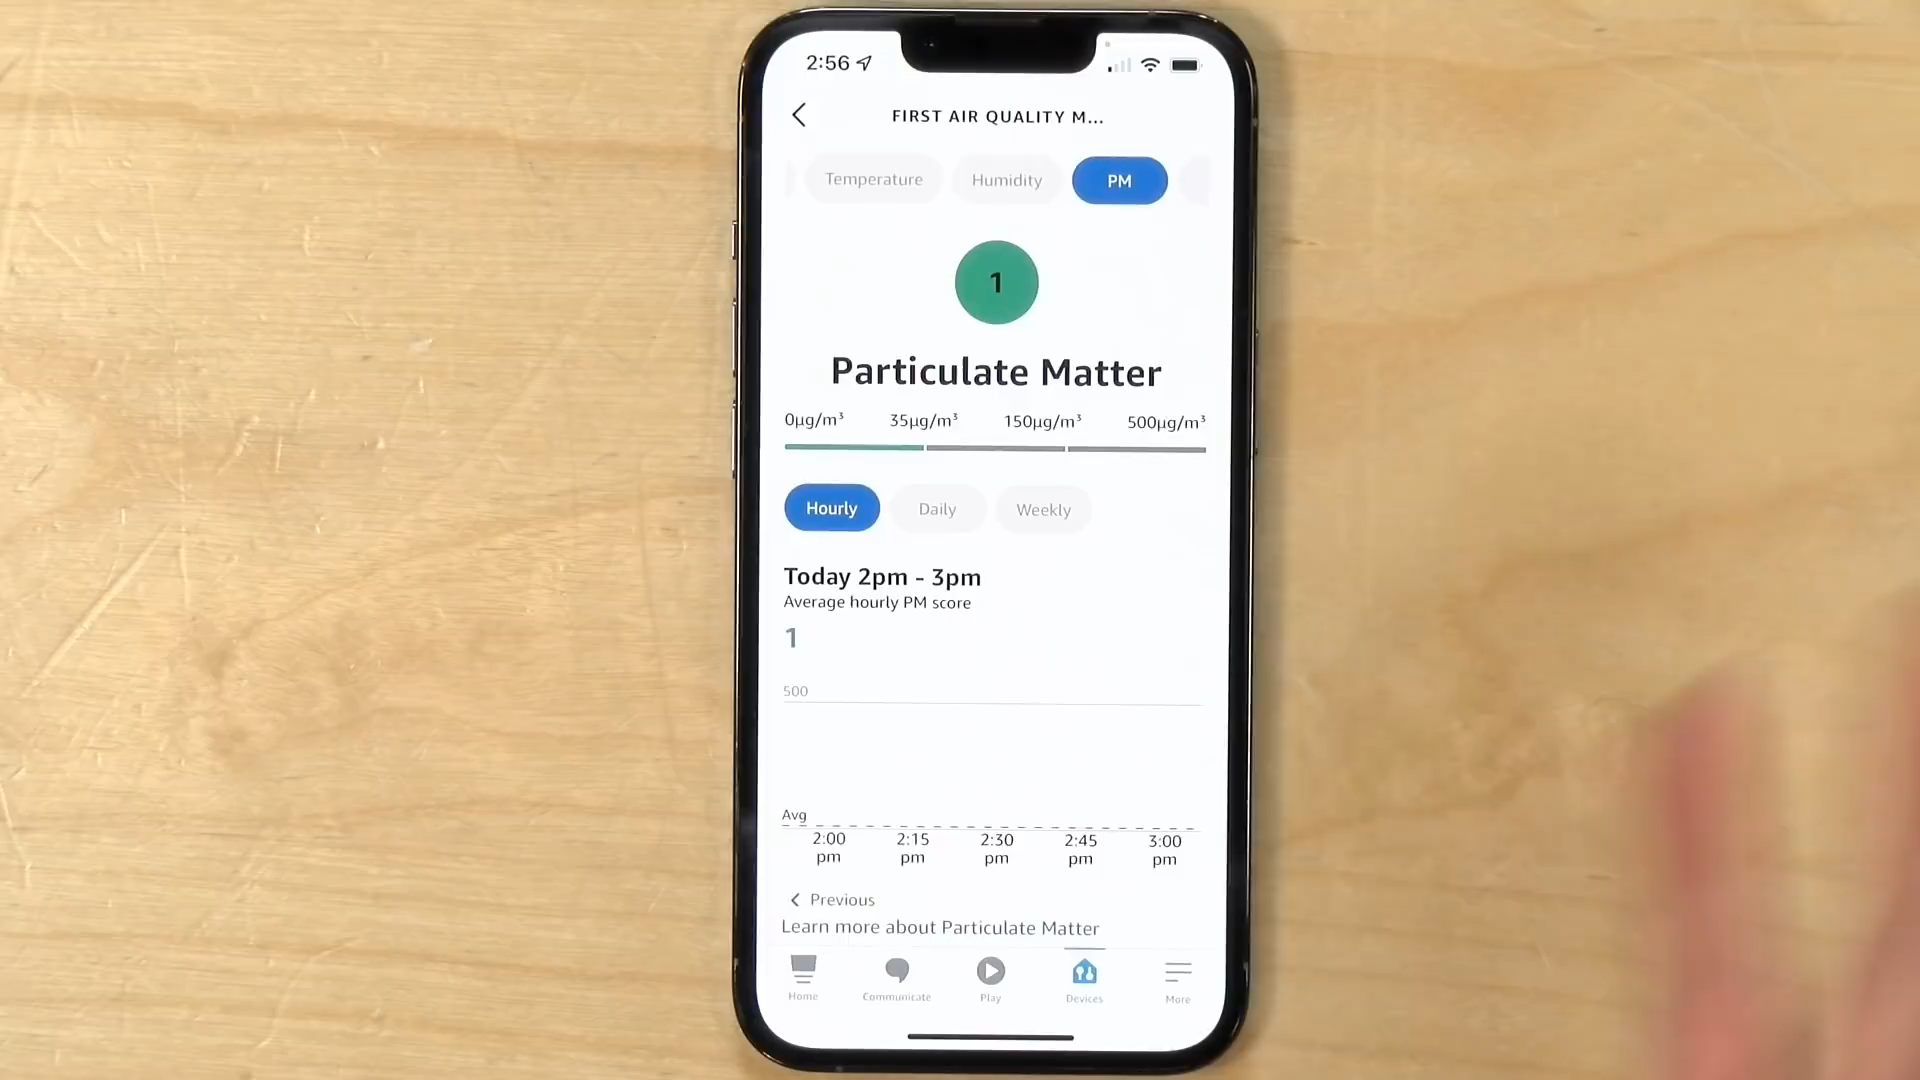 2:56
FIRST AIR QUALITY M...
Temperature Humidity PM
1
Particulate Matter
0µg/m³ 35µg/m³ 150µg/m³ 500µg/m³
Hourly Daily Weekly
Today 2pm - 3pm
Average hourly PM score
1
500
Avg
2:00 pm 2:15 pm 2:30 pm 2:45 pm 3:00 pm
Previous
Learn more about Particulate Matter
Home Communicate Play Devices More